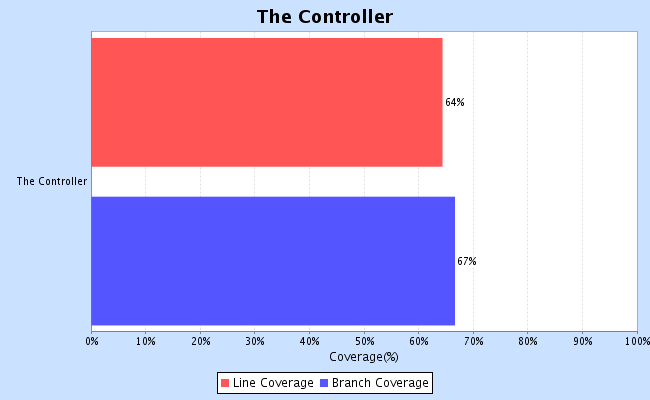 The Controller
64%
The Controller
67%
0% 10% 20% 30% 40% 50% 60% 70% 80% 90% 100%
Coverage(%)
Line Coverage Branch Coverage